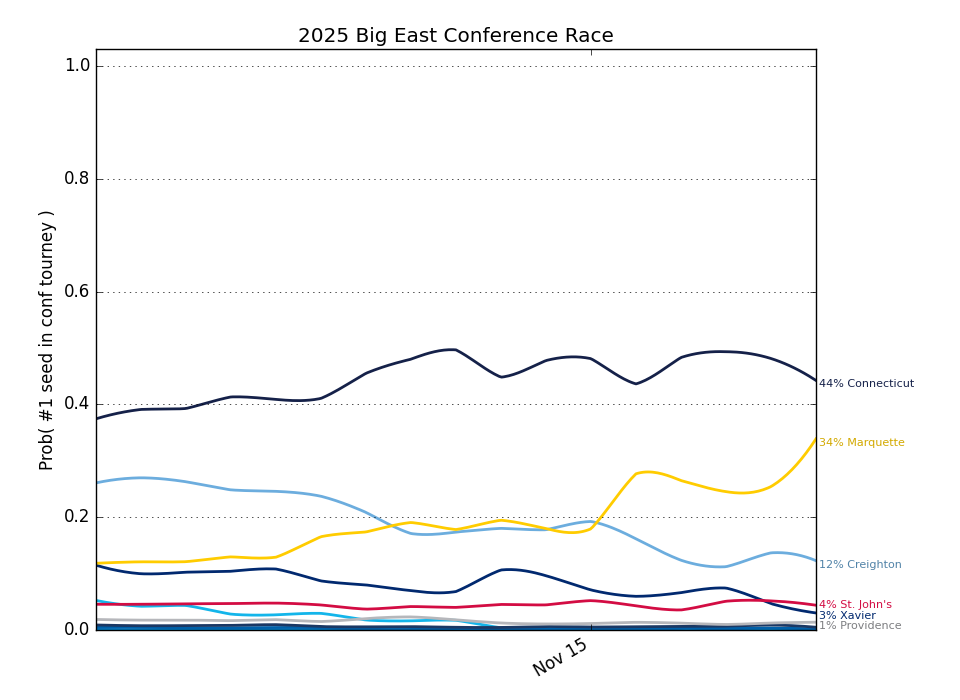 2025 Big East Conference Race
Prob( #1 seed in conf tourney )
1.0
0.8
0.6
0.4
0.2
0.0
44% Connecticut
34% Marquette
12% Creighton
4% St. John's
3% Xavier
1% Providence
Nov 15